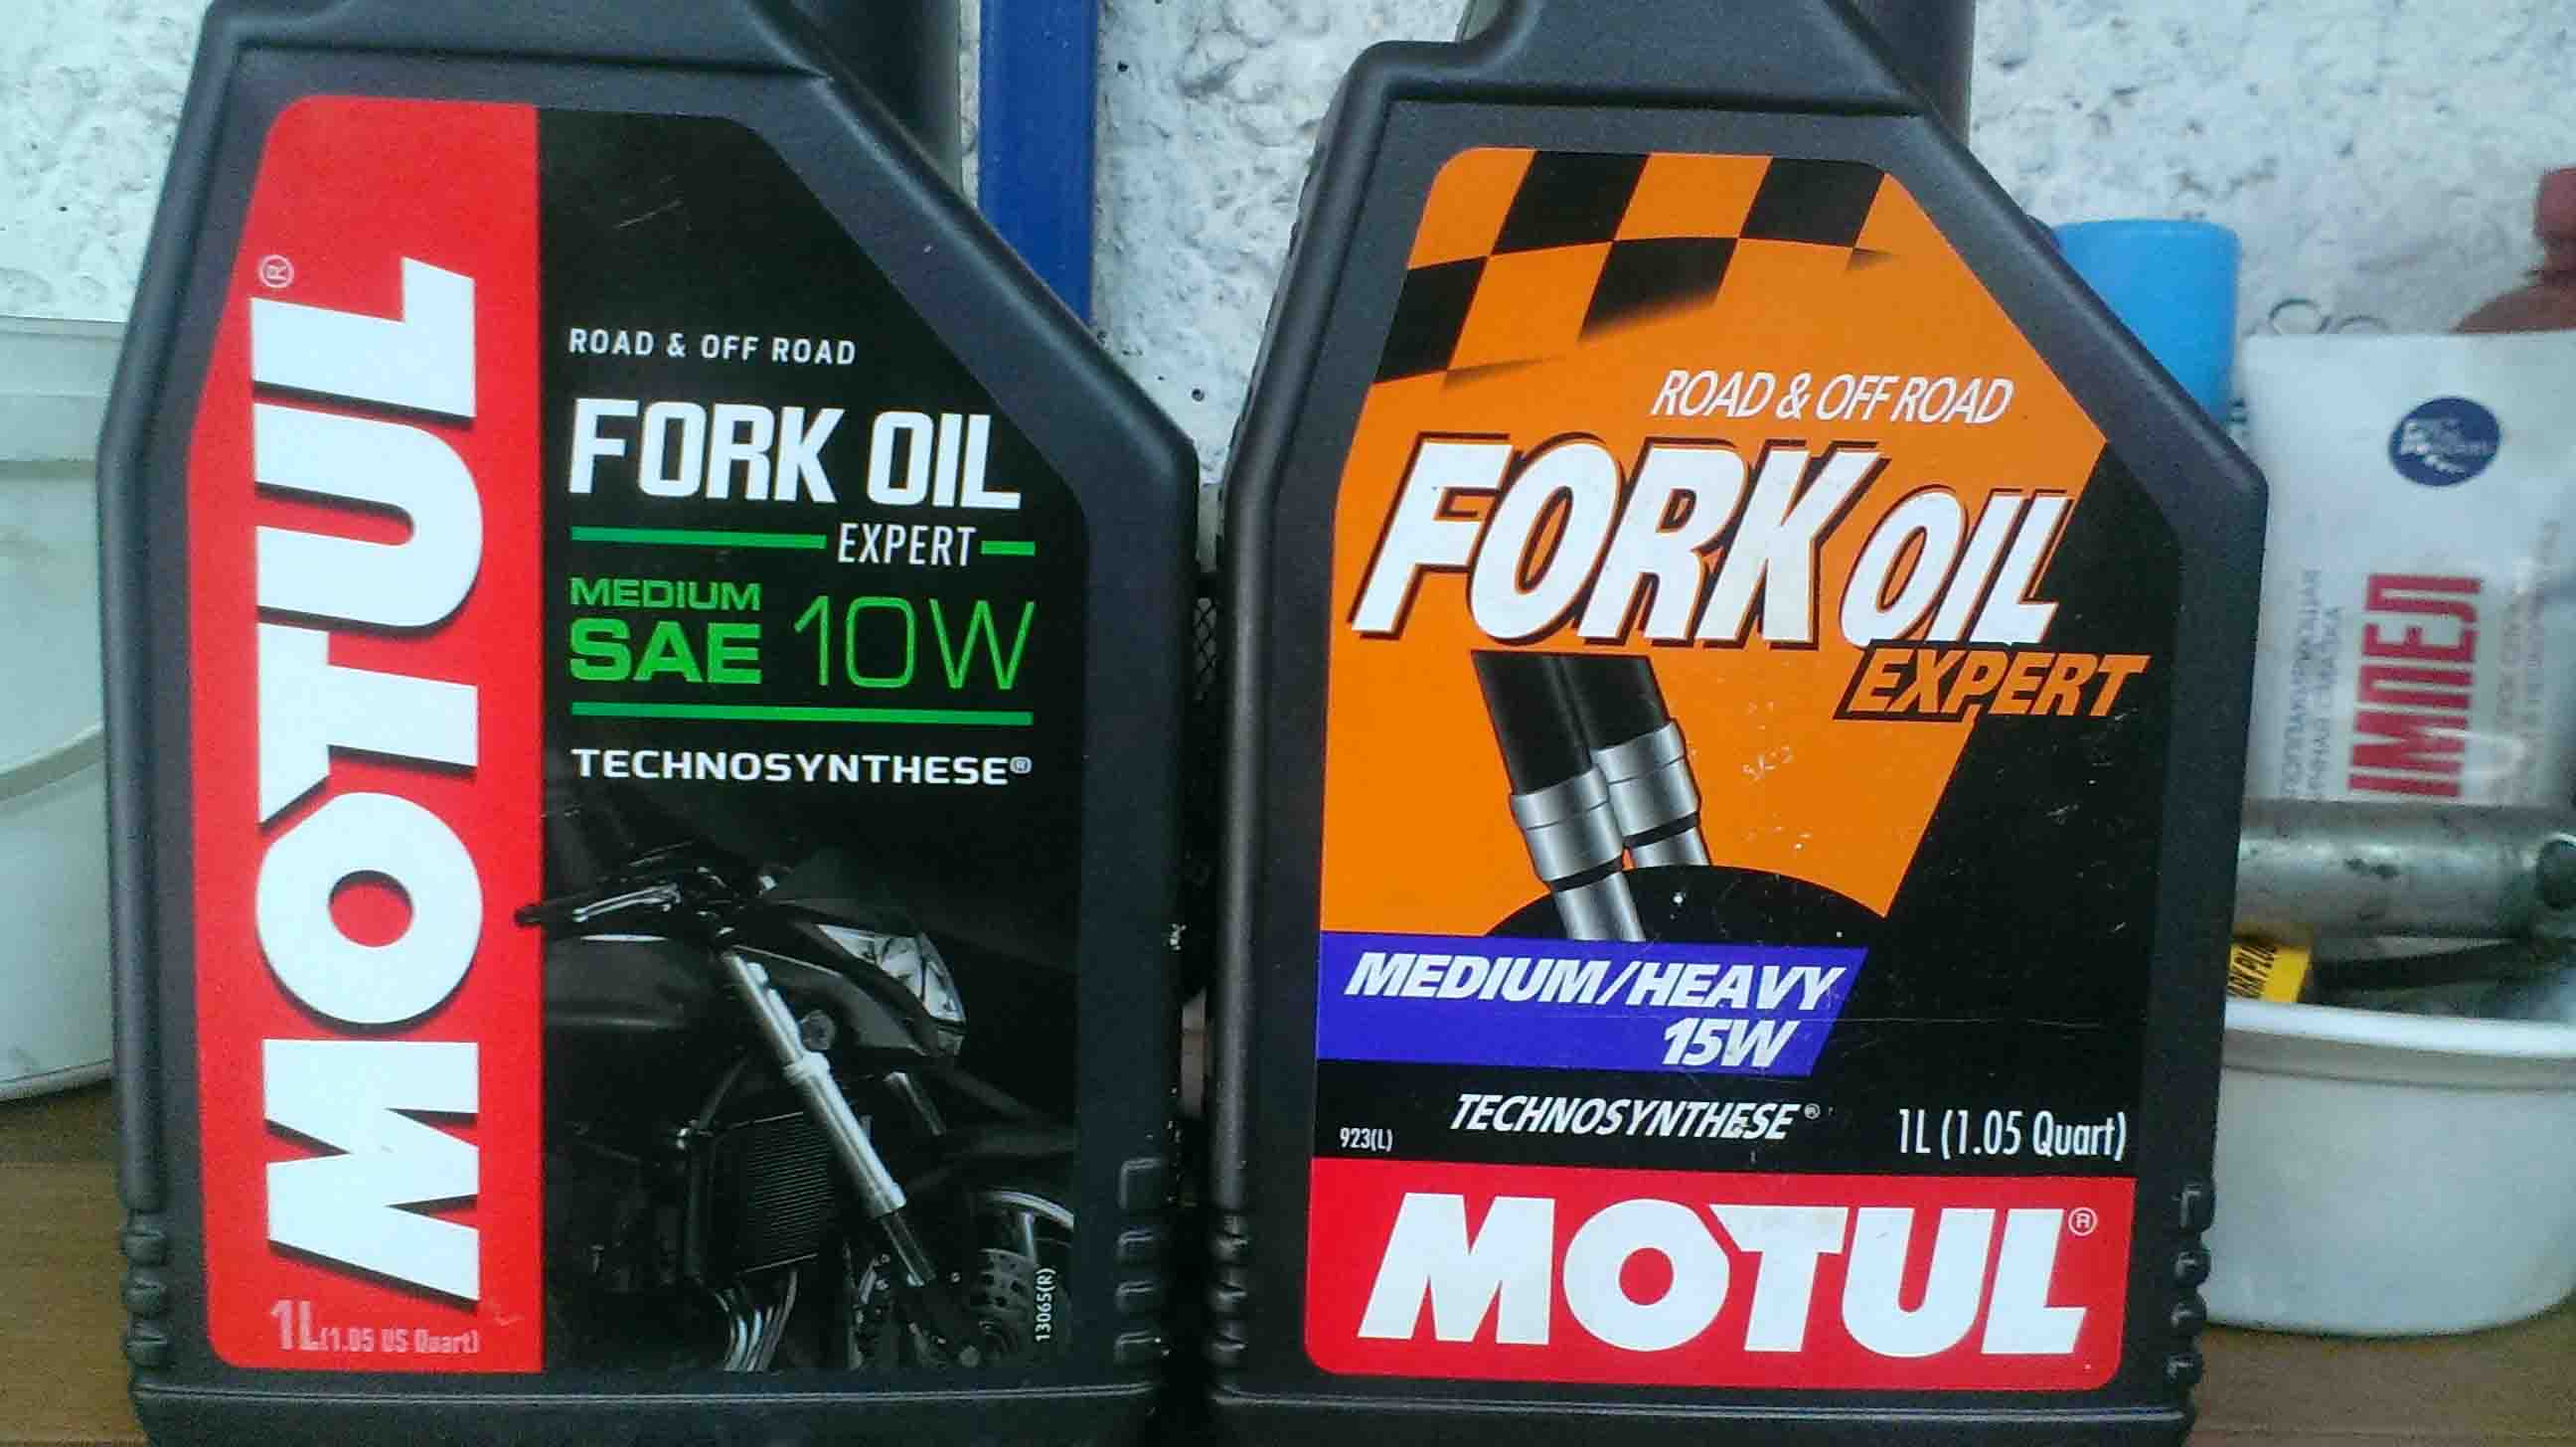 MOTUL®
1L (1.05 US Quart)
ROAD & OFF ROAD
FORK OIL
EXPERT
MEDIUM
SAE 10W
TECHNOSYNTHESE®
13065(R)
ROAD & OFF ROAD
FORK OIL
EXPERT
MEDIUM/HEAVY
15W
TECHNOSYNTHESE®
923(L)
1L (1.05 Quart)
MOTUL®
ІМПЕЛ